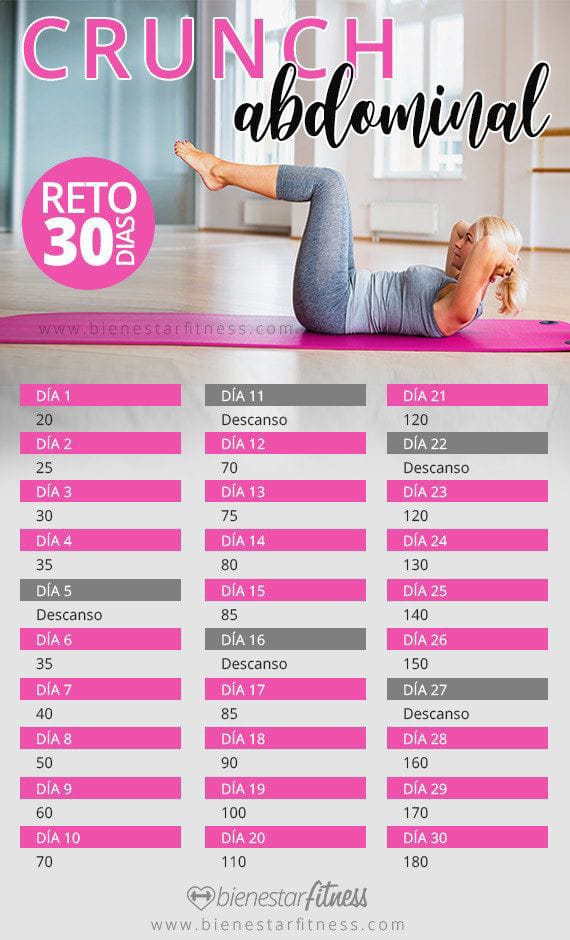 CRUNCH
abdominal
RETO
30
DIAS
www.bienestarfitness.com
DÍA 1
20
DÍA 2
25
DÍA 3
30
DÍA 4
35
DÍA 5
Descanso
DÍA 6
35
DÍA 7
40
DÍA 8
50
DÍA 9
60
DÍA 10
70
DÍA 11
Descanso
DÍA 12
70
DÍA 13
75
DÍA 14
80
DÍA 15
85
DÍA 16
Descanso
DÍA 17
85
DÍA 18
90
DÍA 19
100
DÍA 20
110
DÍA 21
120
DÍA 22
Descanso
DÍA 23
120
DÍA 24
130
DÍA 25
140
DÍA 26
150
DÍA 27
Descanso
DÍA 28
160
DÍA 29
170
DÍA 30
180
bienestarfitness
www.bienestarfitness.com